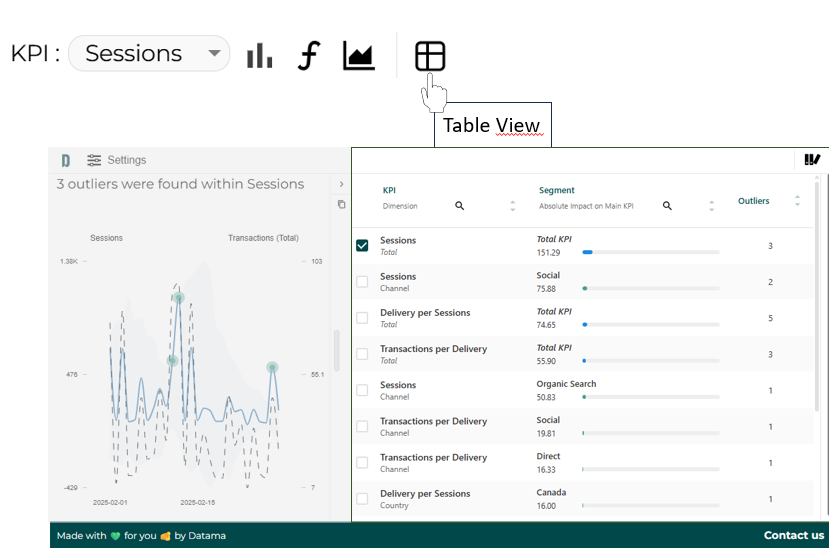 KPI : Sessions
Table View
D Settings
3 outliers were found within Sessions
Sessions Transactions (Total)
1.38K 103
476 55.1
-429 7
2025-02-01 2025-02-15
KPI Segment
Dimension Absolute Impact on Main KPI Outliers
Sessions Total KPI
Total 151.29 3
Sessions Social
Channel 75.88 2
Delivery per Sessions Total KPI
Total 74.65 5
Transactions per Delivery Total KPI
Total 55.90 3
Sessions Organic Search
Channel 50.83 1
Transactions per Delivery Social
Channel 19.81 1
Transactions per Delivery Direct
Channel 16.33 1
Delivery per Sessions Canada
Country 16.00 1
Made with 💚 for you 🥔 by Datama Contact us